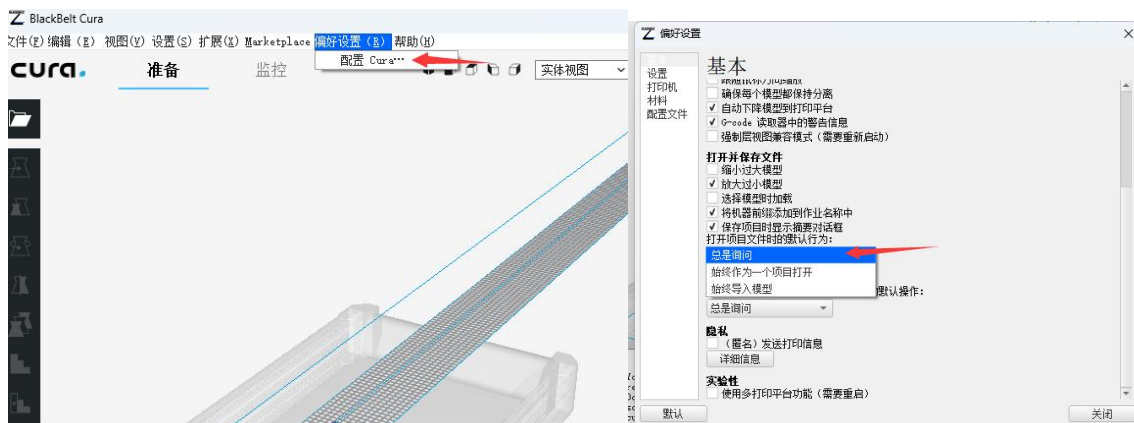 BlackBelt Cura
文件(F)编辑 (E) 视图(V) 设置(S) 扩展(X) Marketplace 偏好设置 (R) 帮助(H)
配置 Cura…
cura.
准备
监控
实体视图
偏好设置
基本
设置
打印机
材料
配置文件
确保每个模型都保持分离
自动下降模型到打印平台
G-code 读取器中的警告信息
强制层视图兼容模式（需要重新启动）
打开并保存文件
缩小过大模型
放大过小模型
选择模型时加载
将机器前缀添加到作业名称中
保存项目时显示摘要对话框
打开项目文件时的默认行为：
总是询问
始终作为一个项目打开
始终导入模型
默认操作：
总是询问
隐私
（匿名）发送打印信息
详细信息
实验性
使用多打印平台功能（需要重启）
默认
关闭